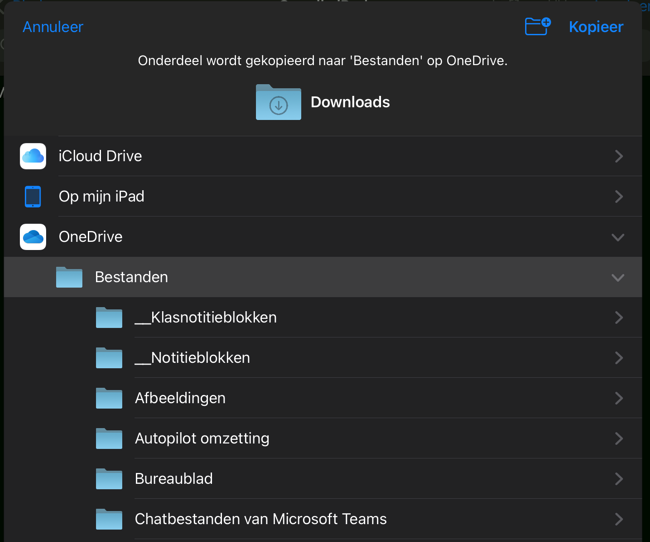 Annuleer
Kopieer
Onderdeel wordt gekopieerd naar 'Bestanden' op OneDrive.
Downloads
iCloud Drive
Op mijn iPad
OneDrive
Bestanden
__Klasnotitieblokken
__Notitieblokken
Afbeeldingen
Autopilot omzetting
Bureaublad
Chatbestanden van Microsoft Teams